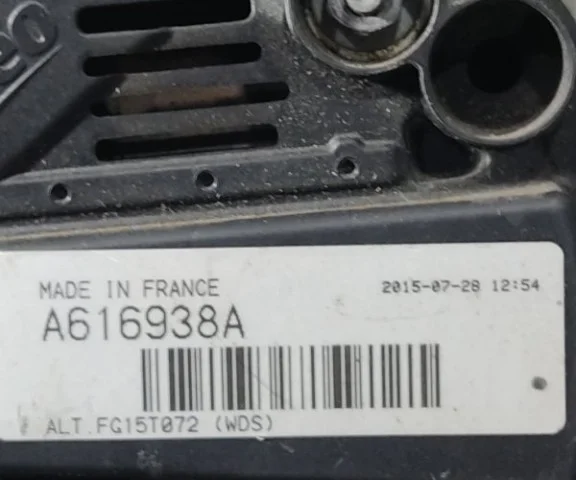 MADE IN FRANCE 2015-07-28 12:54
A616938A
ALT.FG15T072 (WDS)